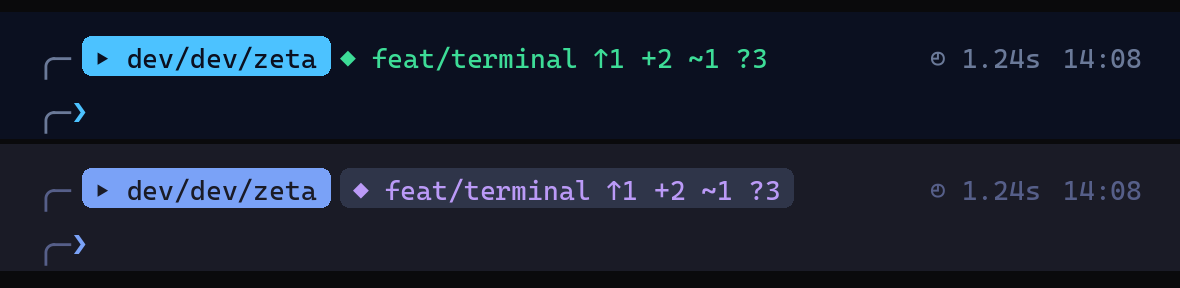 ╭─ ▶ dev/dev/zeta ◆ feat/terminal ↑1 +2 ~1 ?3 ◴ 1.24s 14:08
╭─❯
╭─ ▶ dev/dev/zeta ◆ feat/terminal ↑1 +2 ~1 ?3 ◴ 1.24s 14:08
╭─❯